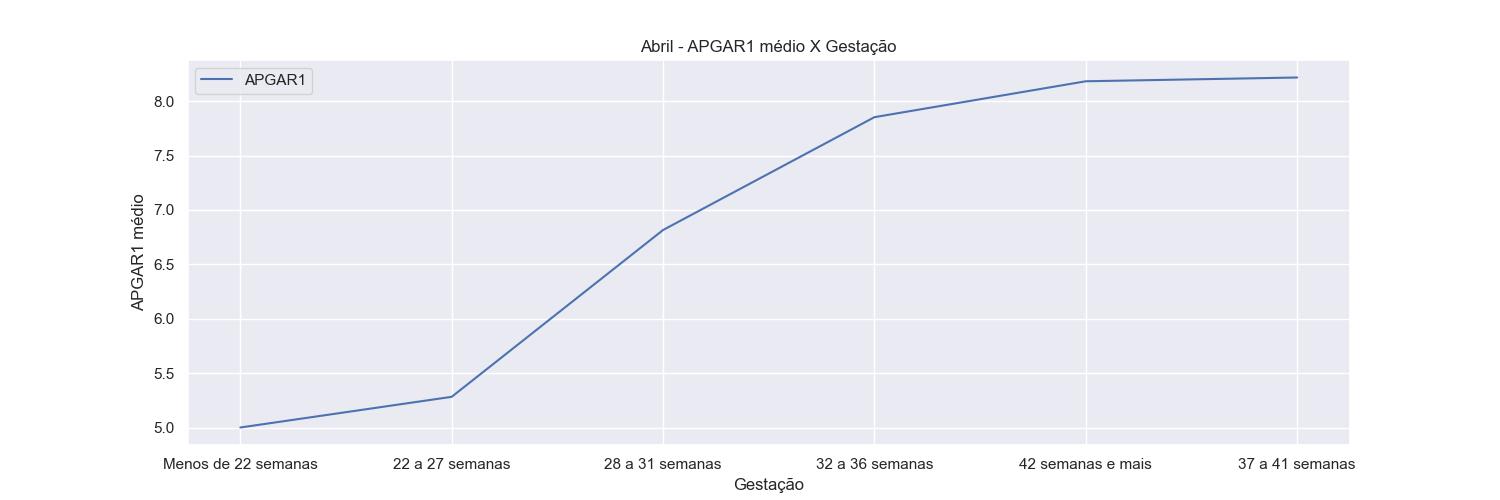 Abril - APGAR1 médio X Gestação
APGAR1
8.0
7.5
7.0
6.5
6.0
5.5
5.0
APGAR1 médio
Menos de 22 semanas 22 a 27 semanas 28 a 31 semanas 32 a 36 semanas 42 semanas e mais 37 a 41 semanas
Gestação